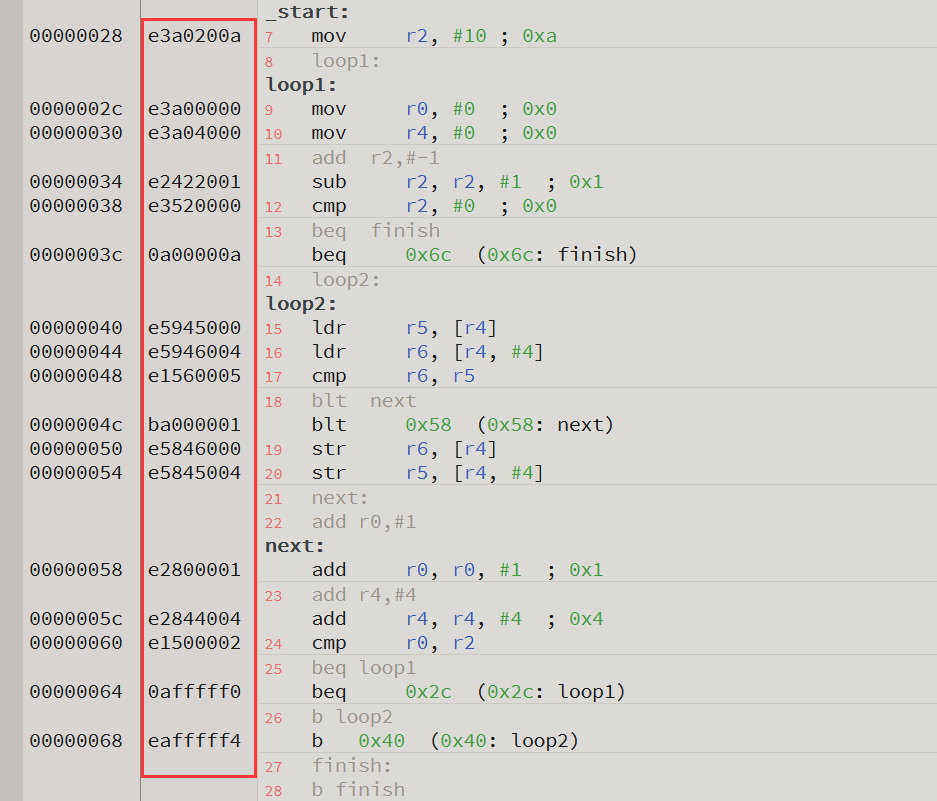 _start:
00000028 e3a0200a 7 mov r2, #10 ; 0xa
8 loop1:
loop1:
0000002c e3a00000 9 mov r0, #0 ; 0x0
00000030 e3a04000 10 mov r4, #0 ; 0x0
11 add r2,#-1
00000034 e2422001 sub r2, r2, #1 ; 0x1
00000038 e3520000 12 cmp r2, #0 ; 0x0
13 beq finish
0000003c 0a00000a beq 0x6c (0x6c: finish)
14 loop2:
loop2:
00000040 e5945000 15 ldr r5, [r4]
00000044 e5946004 16 ldr r6, [r4, #4]
00000048 e1560005 17 cmp r6, r5
18 blt next
0000004c ba000001 blt 0x58 (0x58: next)
00000050 e5846000 19 str r6, [r4]
00000054 e5845004 20 str r5, [r4, #4]
21 next:
22 add r0,#1
next:
00000058 e2800001 add r0, r0, #1 ; 0x1
23 add r4,#4
0000005c e2844004 add r4, r4, #4 ; 0x4
00000060 e1500002 24 cmp r0, r2
25 beq loop1
00000064 0afffff0 beq 0x2c (0x2c: loop1)
26 b loop2
00000068 eafffff4 b 0x40 (0x40: loop2)
27 finish:
28 b finish